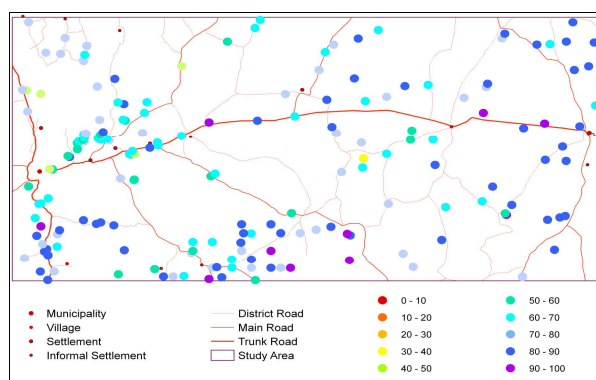 Municipality
Village
Settlement
Informal Settlement
District Road
Main Road
Trunk Road
Study Area
0 - 10
10 - 20
20 - 30
30 - 40
40 - 50
50 - 60
60 - 70
70 - 80
80 - 90
90 - 100